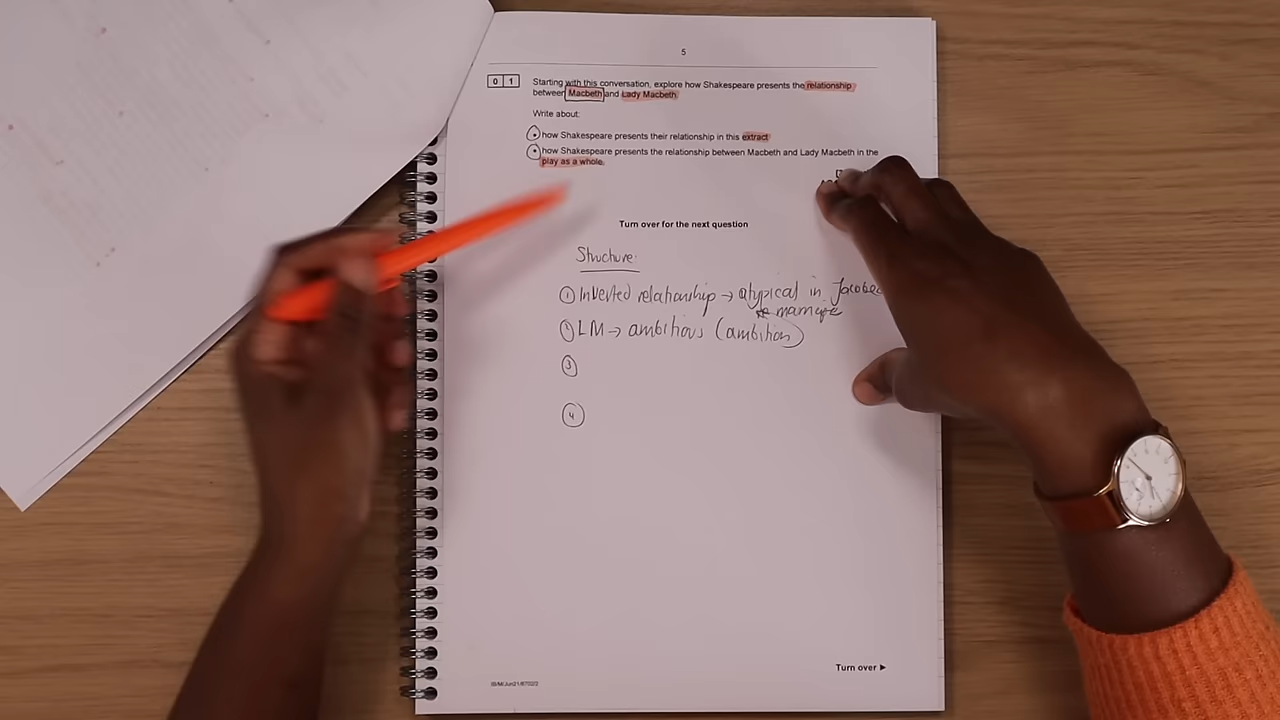 5
0 1
Starting with this conversation, explore how Shakespeare presents the relationship
between Macbeth and Lady Macbeth.
Write about:
• how Shakespeare presents their relationship in this extract
• how Shakespeare presents the relationship between Macbeth and Lady Macbeth in the
play as a whole.
Turn over for the next question
Structure:
① Inverted relationship → atypical in
marriage
② LM → ambitious (ambition)
③
④
Turn over ►